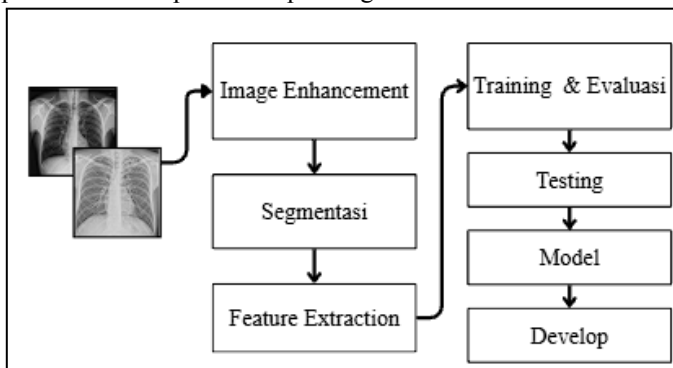 Image Enhancement
Segmentasi
Feature Extraction
Training & Evaluasi
Testing
Model
Develop